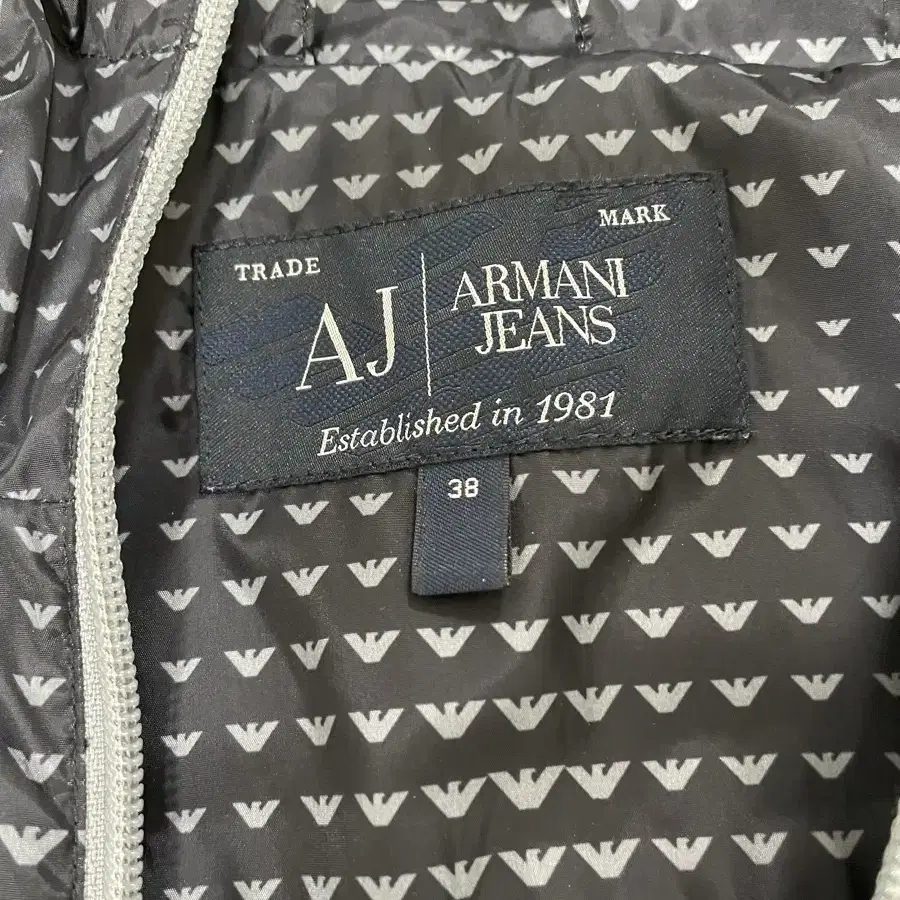 TRADE MARK
AJ ARMANI
JEANS
Established in 1981
38